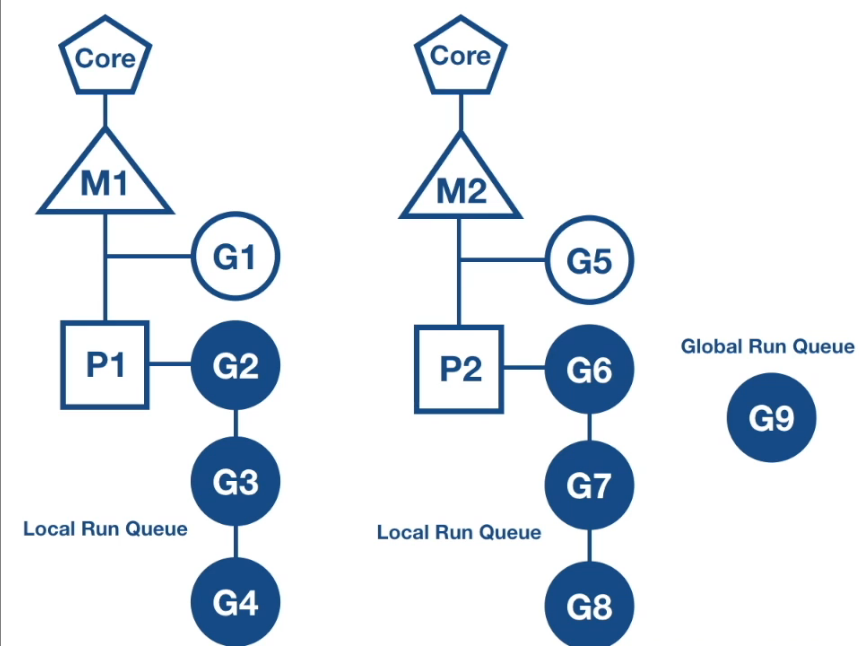 Core
M1
G1
P1
G2
G3
Local Run Queue
G4
Core
M2
G5
P2
G6
G7
Local Run Queue
G8
Global Run Queue
G9